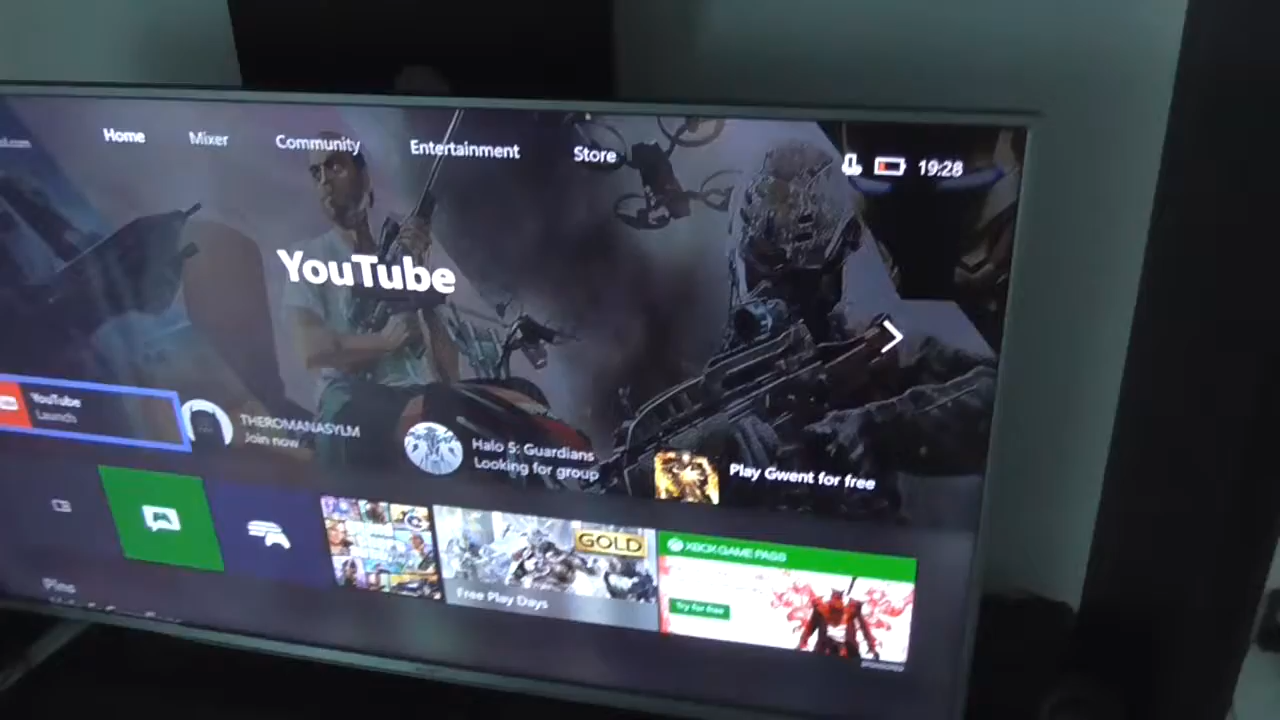 Home
Mixer
Community
Entertainment
Store
19:28
YouTube
YouTube
Launch
THEROMANASYLM
Join now
Halo 5: Guardians
Looking for group
Play Gwent for free
GOLD
Free Play Days
XBOX GAME PASS
Try for free
Pins